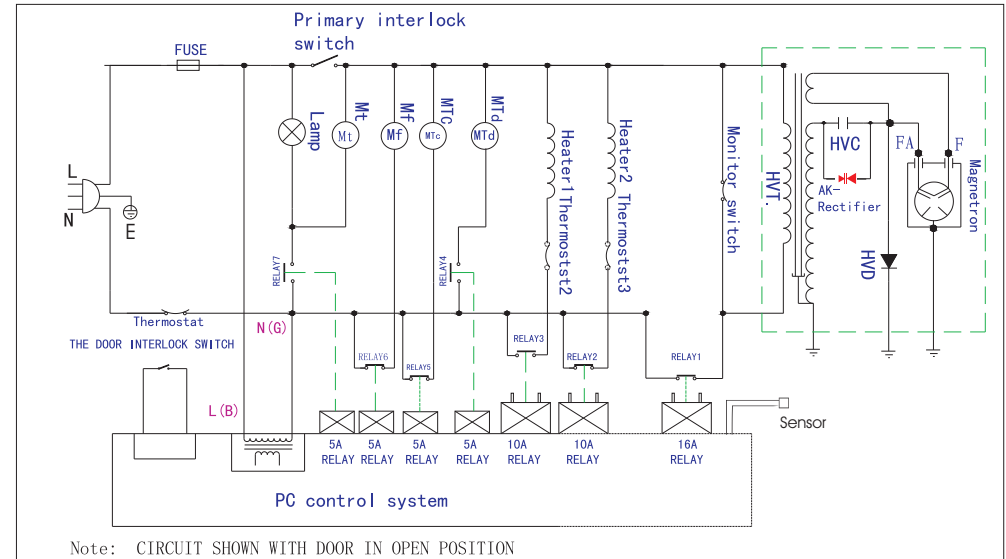 Primary interlock
switch
FUSE
Lamp
Mt
Mt
Mf
Mf
MTC
MTc
MTd
MTd
Heater1
Thermostst2
Heater2
Thermostst3
Monitor switch
HVT.
HVC
AK-
Rectifier
HVD
FA
F
Magnetron
L
N
E
RELAY7
RELAY4
Thermostat
N(G)
THE DOOR INTERLOCK SWITCH
RELAY6
RELAY5
RELAY3
RELAY2
RELAY1
L(B)
Sensor
5A
RELAY
5A
RELAY
5A
RELAY
5A
RELAY
10A
RELAY
10A
RELAY
16A
RELAY
PC control system
Note: CIRCUIT SHOWN WITH DOOR IN OPEN POSITION